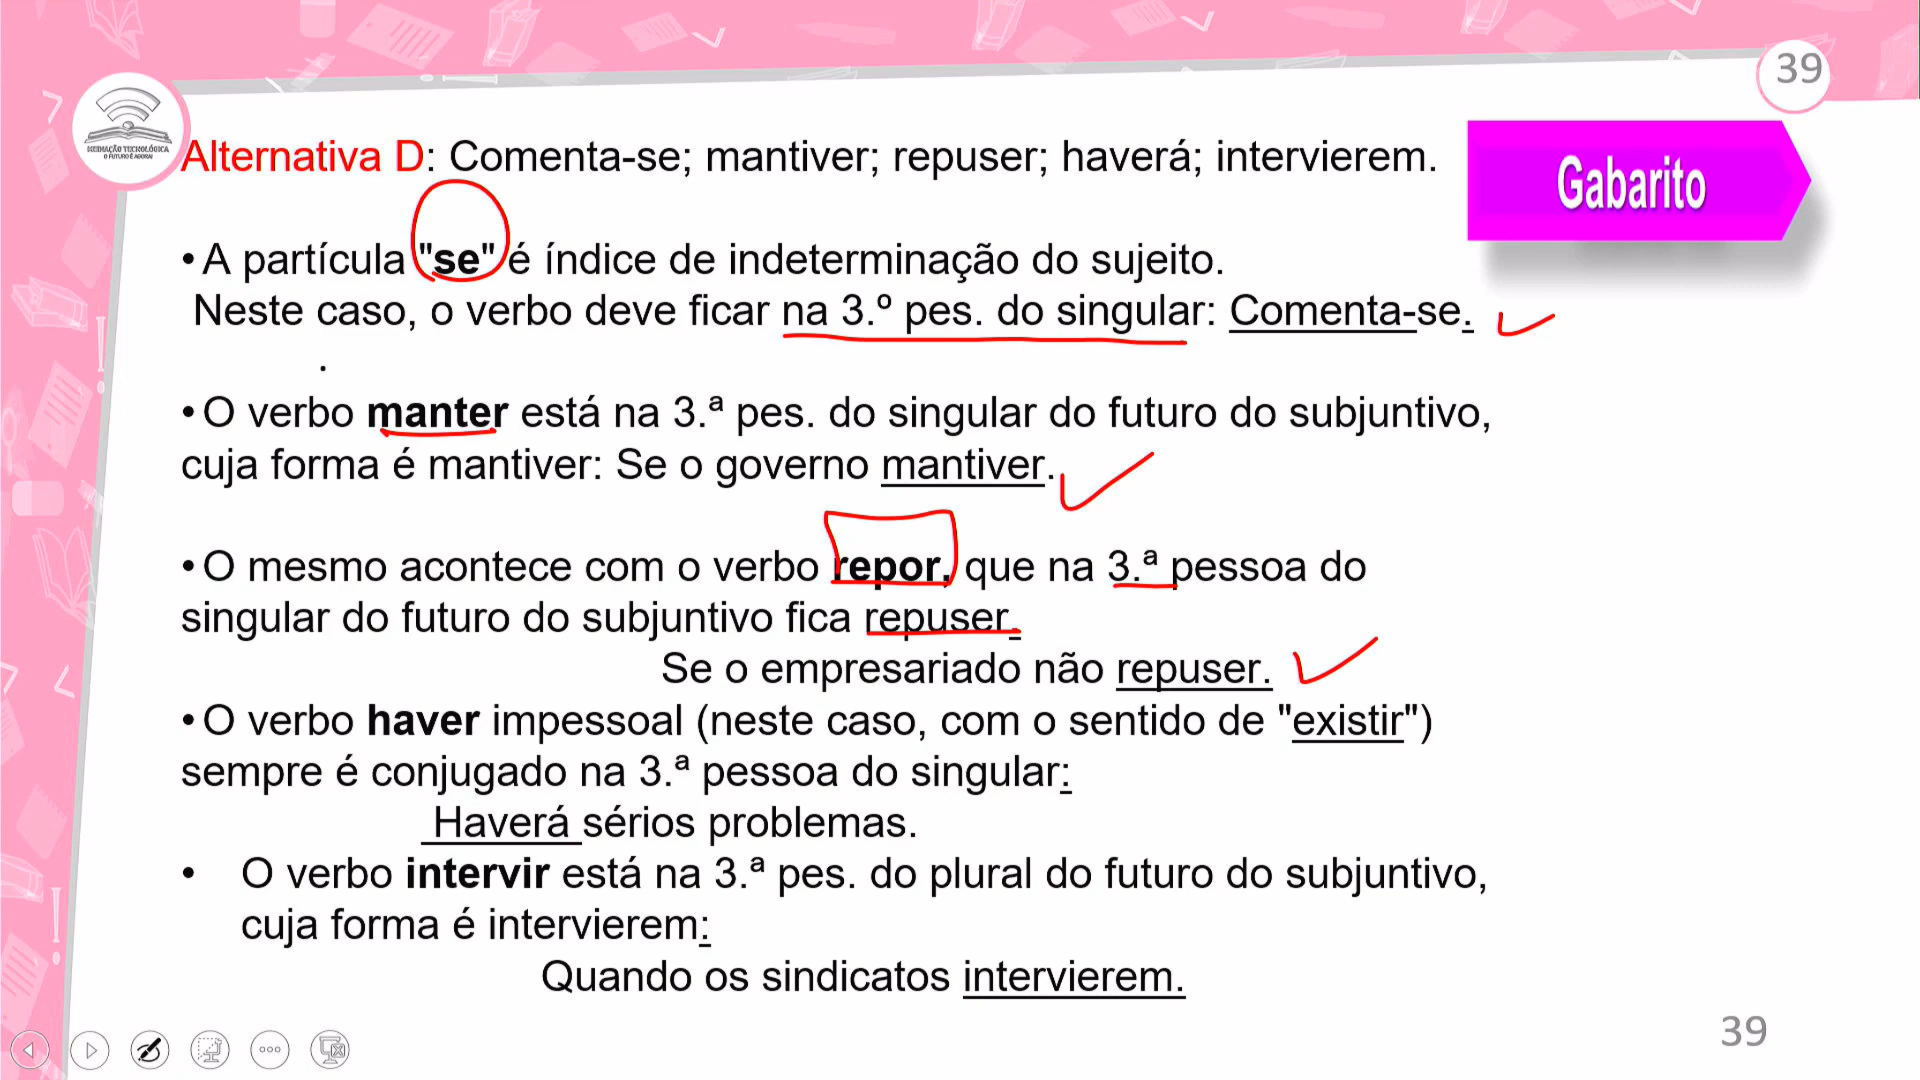 39
MEDIAÇÃO TECNOLÓGICA
O FUTURO É AGORA!
Alternativa D: Comenta-se; mantiver; repuser; haverá; intervierem.
Gabarito
• A partícula "se" é índice de indeterminação do sujeito.
Neste caso, o verbo deve ficar na 3.º pes. do singular: Comenta-se.
.
• O verbo manter está na 3.ª pes. do singular do futuro do subjuntivo,
cuja forma é mantiver: Se o governo mantiver.
• O mesmo acontece com o verbo repor, que na 3.ª pessoa do
singular do futuro do subjuntivo fica repuser.
Se o empresariado não repuser.
• O verbo haver impessoal (neste caso, com o sentido de "existir")
sempre é conjugado na 3.ª pessoa do singular:
Haverá sérios problemas.
• O verbo intervir está na 3.ª pes. do plural do futuro do subjuntivo,
cuja forma é intervierem:
Quando os sindicatos intervierem.
39